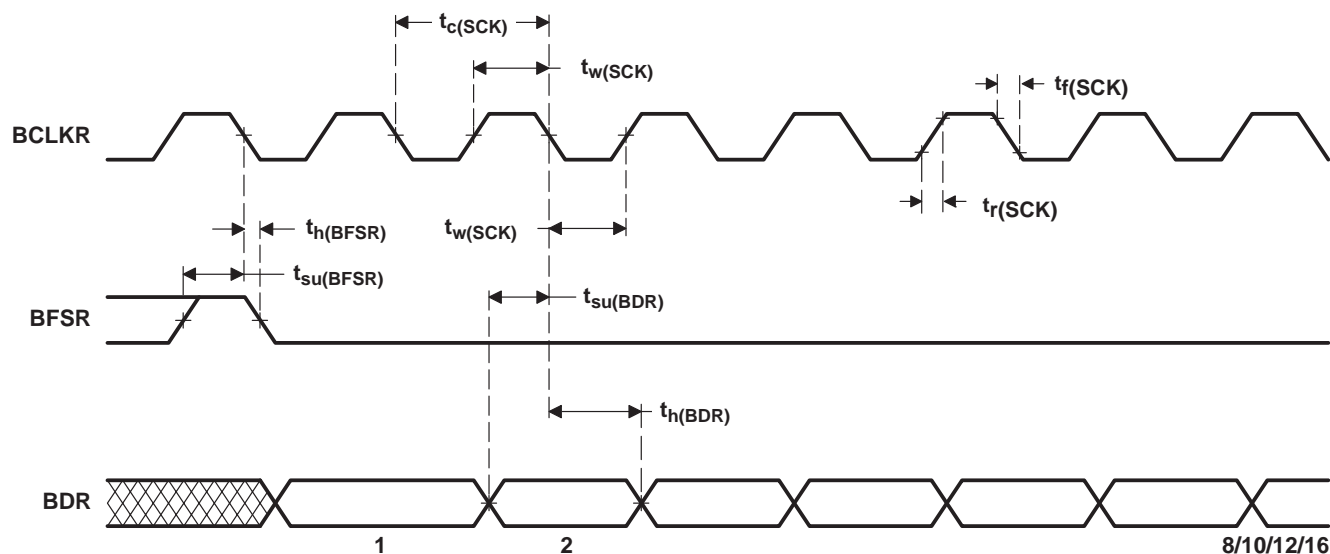 tc(SCK)
tw(SCK)
tf(SCK)
BCLKR
tr(SCK)
th(BFSR)
tw(SCK)
tsu(BFSR)
tsu(BDR)
BFSR
th(BDR)
BDR
1 2 8/10/12/16